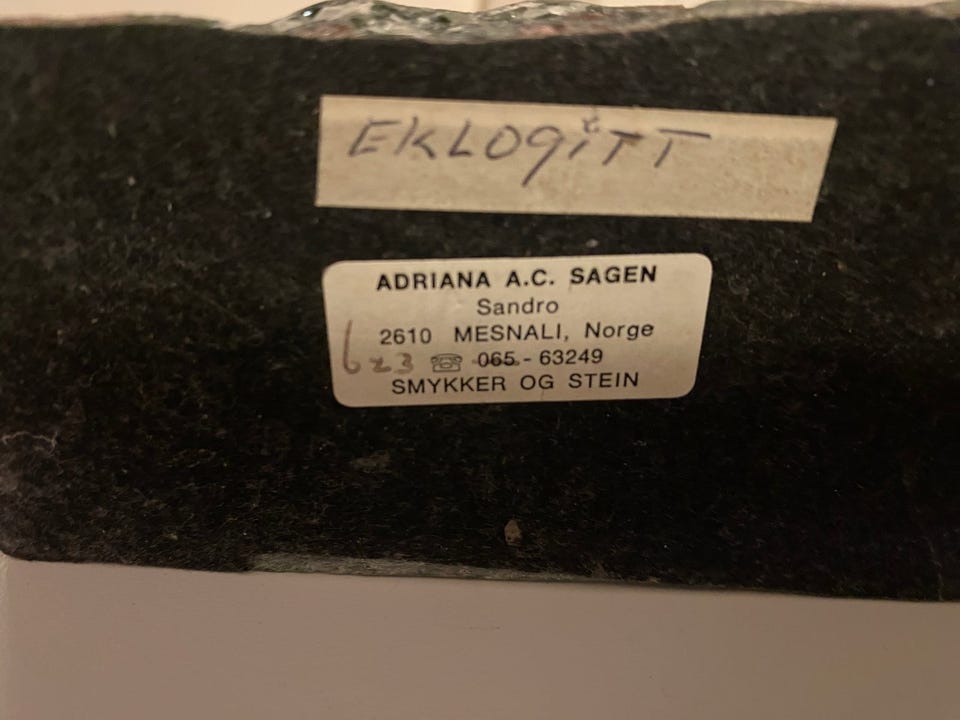 EKLOGITT
ADRIANA A.C. SAGEN
Sandro
2610 MESNALI, Norge
623 ☏ 065 - 63249
SMYKKER OG STEIN